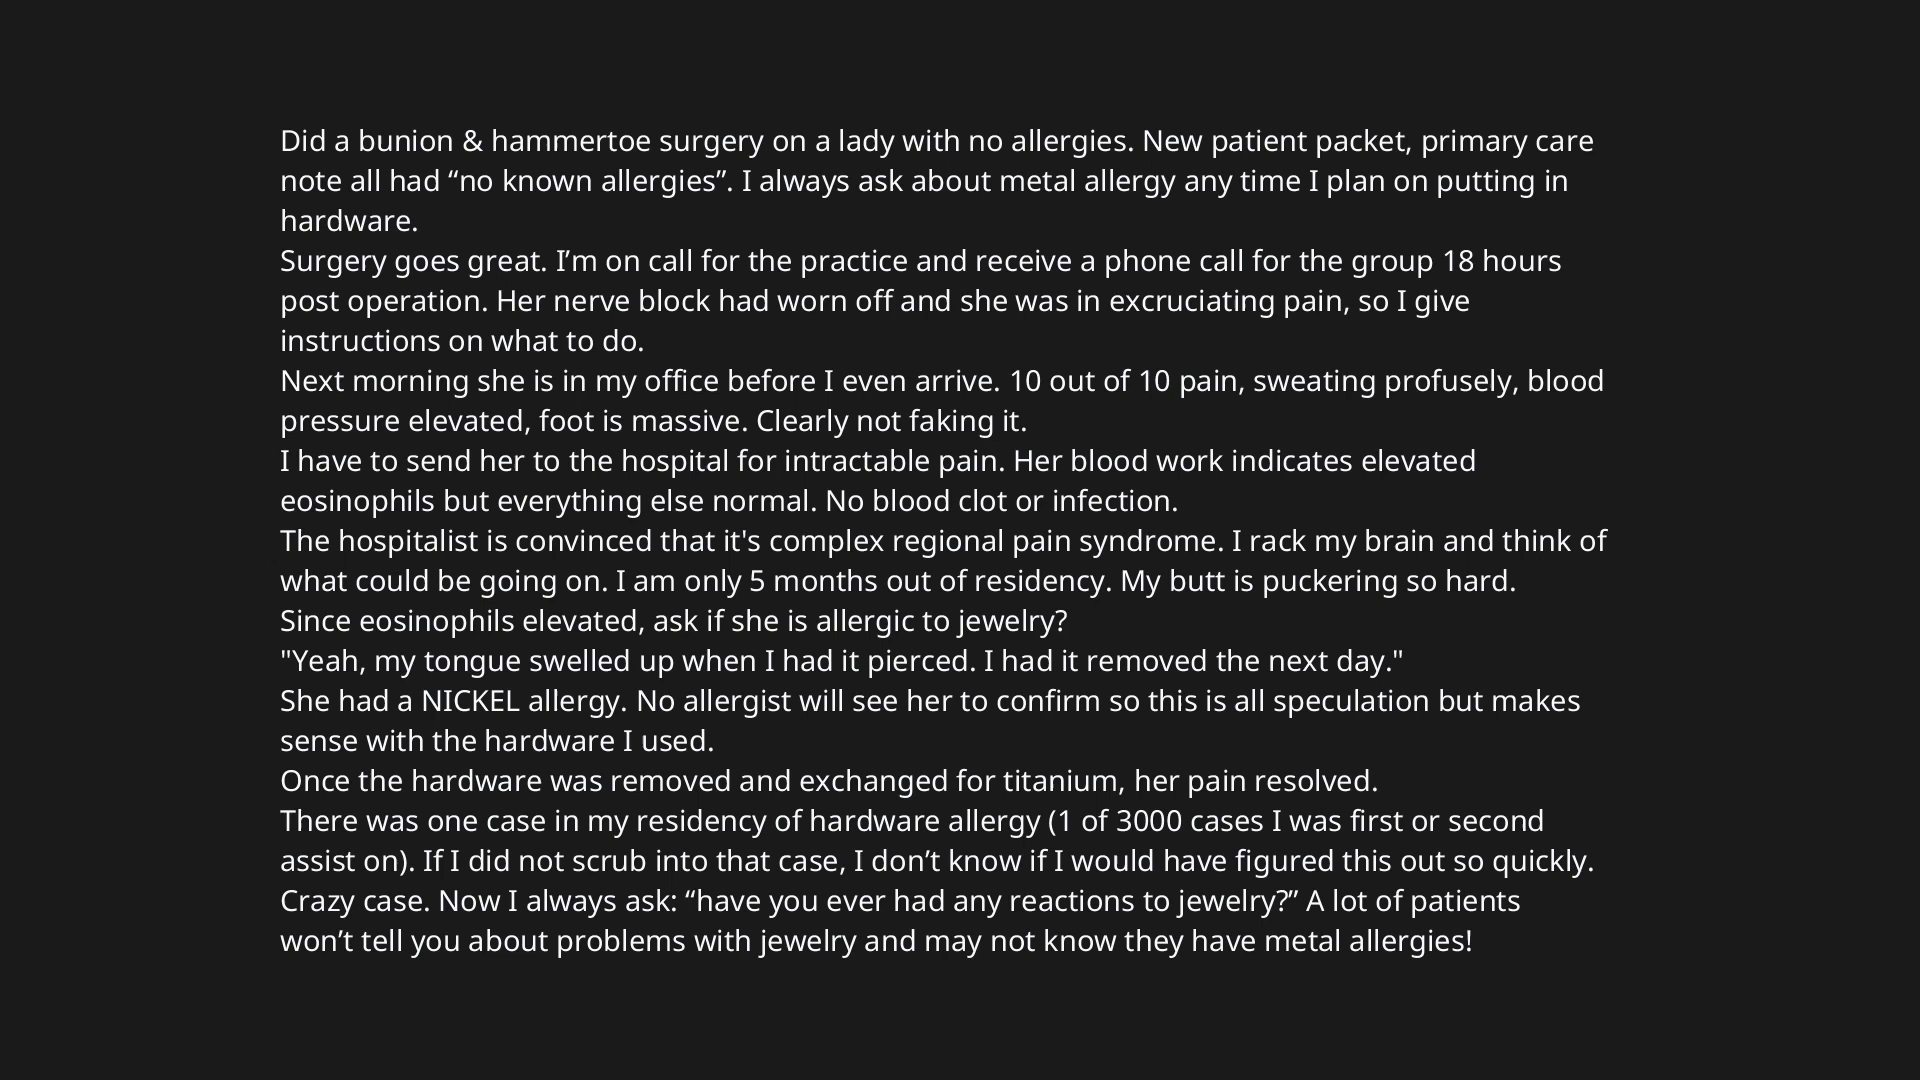 Did a bunion & hammertoe surgery on a lady with no allergies. New patient packet, primary care
note all had “no known allergies”. I always ask about metal allergy any time I plan on putting in
hardware.
Surgery goes great. I’m on call for the practice and receive a phone call for the group 18 hours
post operation. Her nerve block had worn off and she was in excruciating pain, so I give
instructions on what to do.
Next morning she is in my office before I even arrive. 10 out of 10 pain, sweating profusely, blood
pressure elevated, foot is massive. Clearly not faking it.
I have to send her to the hospital for intractable pain. Her blood work indicates elevated
eosinophils but everything else normal. No blood clot or infection.
The hospitalist is convinced that it's complex regional pain syndrome. I rack my brain and think of
what could be going on. I am only 5 months out of residency. My butt is puckering so hard.
Since eosinophils elevated, ask if she is allergic to jewelry?
"Yeah, my tongue swelled up when I had it pierced. I had it removed the next day."
She had a NICKEL allergy. No allergist will see her to confirm so this is all speculation but makes
sense with the hardware I used.
Once the hardware was removed and exchanged for titanium, her pain resolved.
There was one case in my residency of hardware allergy (1 of 3000 cases I was first or second
assist on). If I did not scrub into that case, I don’t know if I would have figured this out so quickly.
Crazy case. Now I always ask: “have you ever had any reactions to jewelry?” A lot of patients
won’t tell you about problems with jewelry and may not know they have metal allergies!